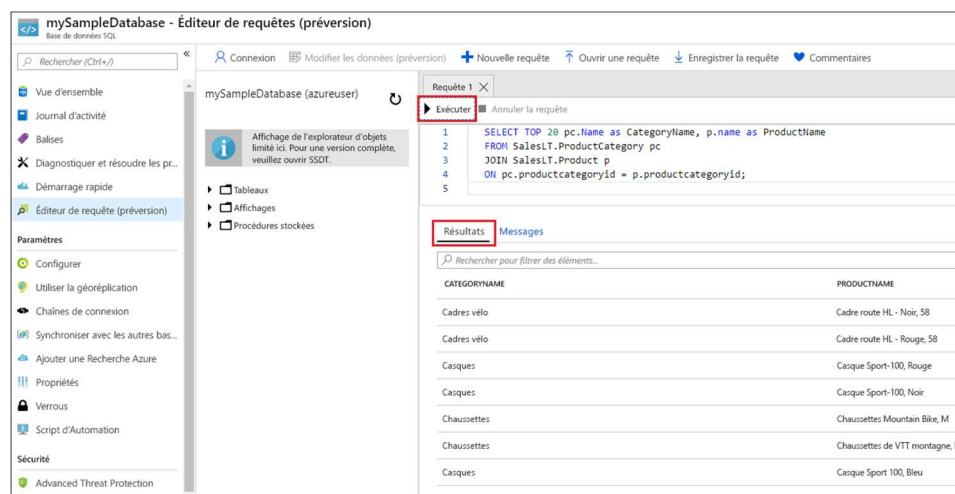 mySampleDatabase - Éditeur de requêtes (préversion)
Base de données SQL
Rechercher (Ctrl+/)
«
Vue d'ensemble
Journal d'activité
Balises
Diagnostiquer et résoudre les pr...
Démarrage rapide
Éditeur de requête (préversion)
Paramètres
Configurer
Utiliser la géoréplication
Chaînes de connexion
Synchroniser avec les autres bas...
Ajouter une Recherche Azure
Propriétés
Verrous
Script d'Automation
Sécurité
Advanced Threat Protection
Connexion Modifier les données (préversion) Nouvelle requête Ouvrir une requête Enregistrer la requête Commentaires
mySampleDatabase (azureuser)
Affichage de l'explorateur d'objets
limité ici. Pour une version complète,
veuillez ouvrir SSDT.
Tableaux
Affichages
Procédures stockées
Requête 1
Exécuter Annuler la requête
1 SELECT TOP 20 pc.Name as CategoryName, p.name as ProductName
2 FROM SalesLT.ProductCategory pc
3 JOIN SalesLT.Product p
4 ON pc.productcategoryid = p.productcategoryid;
5
Résultats Messages
Rechercher pour filtrer des éléments...
CATEGORYNAME PRODUCTNAME
Cadres vélo Cadre route HL - Noir, 58
Cadres vélo Cadre route HL - Rouge, 58
Casques Casque Sport-100, Rouge
Casques Casque Sport-100, Noir
Chaussettes Chaussettes Mountain Bike, M
Chaussettes Chaussettes de VTT montagne,
Casques Casque Sport 100, Bleu